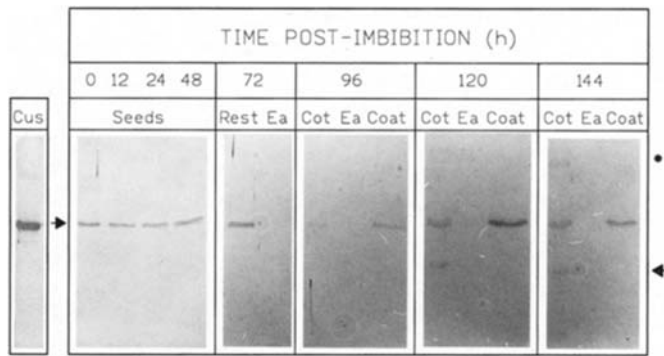 TIME POST-IMBIBITION (h)
0 12 24 48 72 96 120 144
Cus Seeds Rest Ea Cot Ea Coat Cot Ea Coat Cot Ea Coat